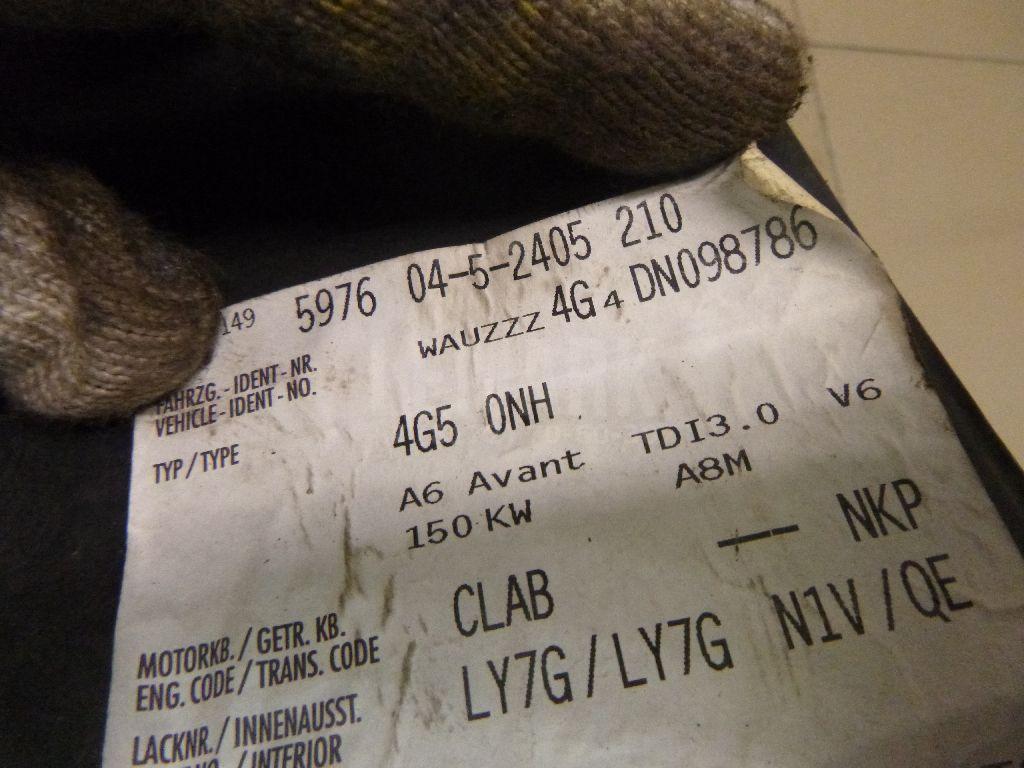 149 5976 04-5-2405 210
FAHRZG.-IDENT-NR.
VEHICLE-IDENT-NO.
WAUZZZ 4G 4 DN098786
TYP/TYPE
4G5 0NH
A6 Avant TDI3.0 V6
150 KW A8M
MOTORKB./GETR. KB.
ENG. CODE/TRANS. CODE
CLAB -- NKP
LACKNR./INNENAUSST.
/INTERIOR
LY7G/LY7G N1V/QE